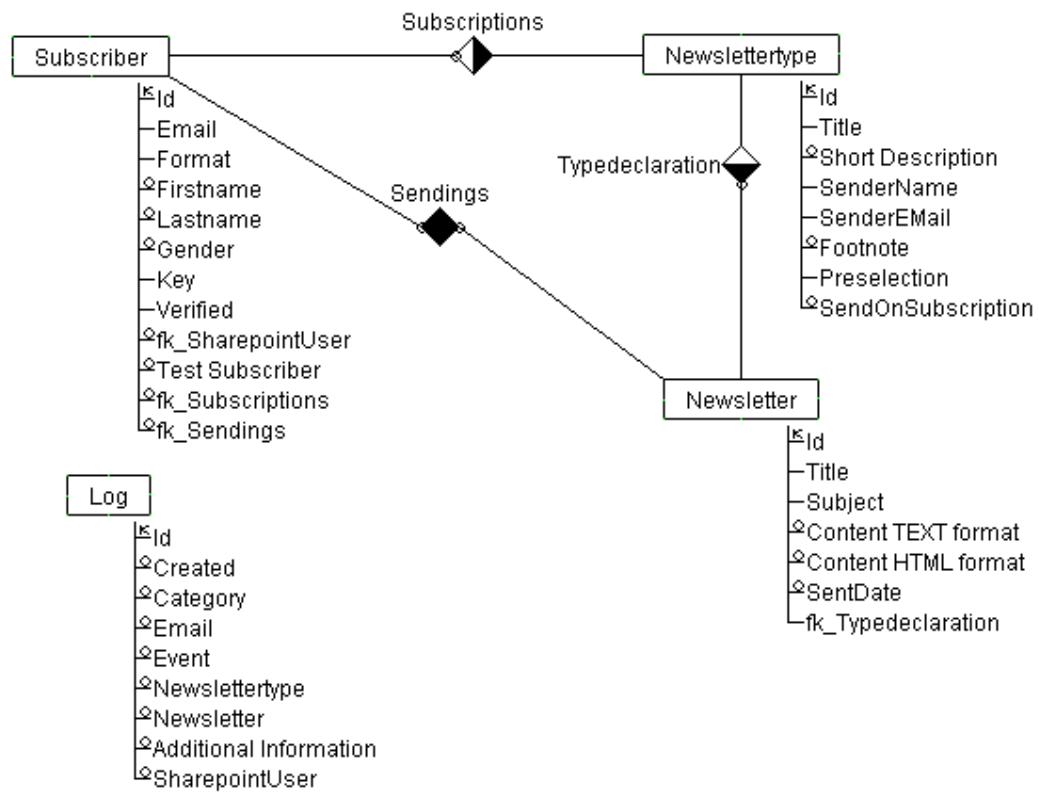 Subscriptions
Subscriber
Newslettertype
K Id
Email
Format
Firstname
Lastname
Gender
Key
Verified
fk_SharepointUser
Test Subscriber
fk_Subscriptions
fk_Sendings
K Id
Title
Short Description
SenderName
SenderEMail
Footnote
Preselection
SendOnSubscription
Typedeclaration
Sendings
Newsletter
K Id
Title
Subject
Content TEXT format
Content HTML format
SentDate
fk_Typedeclaration
Log
K Id
Created
Category
Email
Event
Newslettertype
Newsletter
Additional Information
SharepointUser